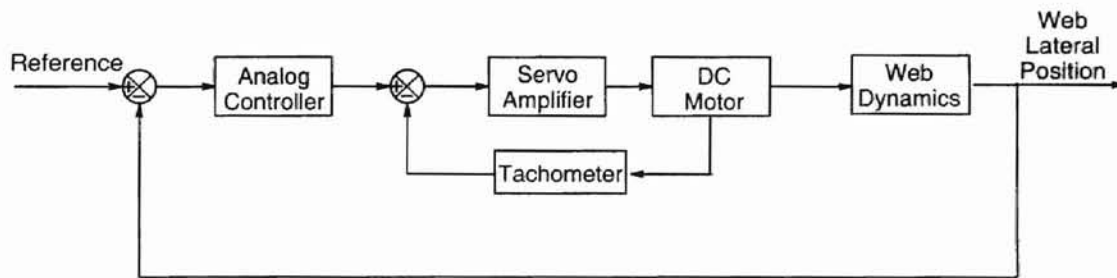 Web
Lateral
Position
Reference
Analog
Controller
Servo
Amplifier
DC
Motor
Web
Dynamics
+
−
+
Tachometer